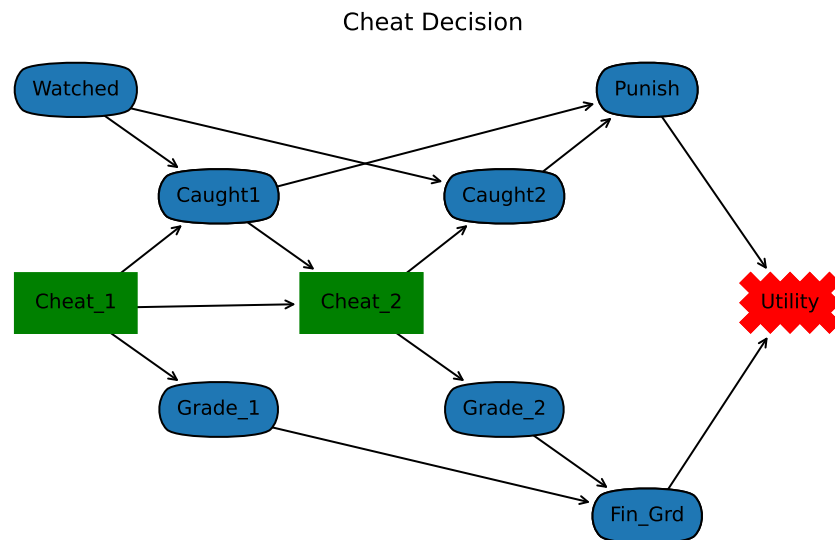 Cheat Decision
Watched
Punish
Caught1
Caught2
Cheat_1
Cheat_2
Utility
Grade_1
Grade_2
Fin_Grd